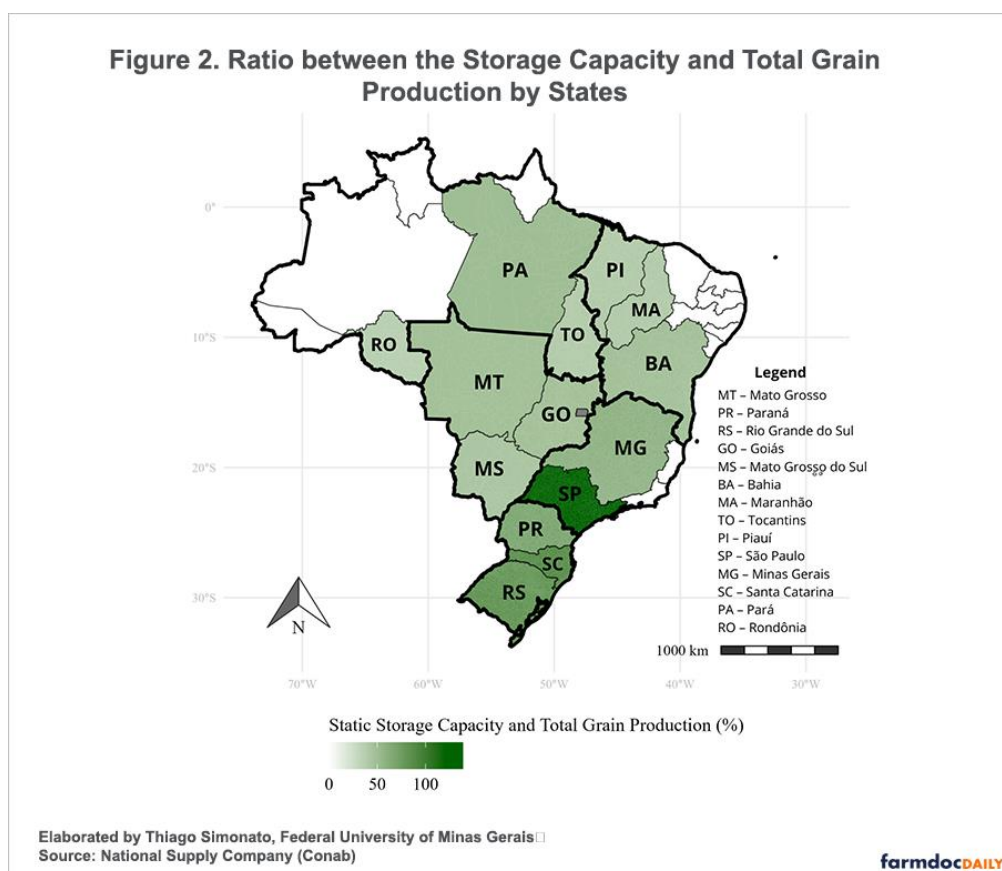 Figure 2. Ratio between the Storage Capacity and Total Grain
Production by States
0°
10°S
20°S
30°S
PA
PI
MA
TO
RO
BA
MT
GO
MG
MS
SP
PR
SC
RS
Legend
MT – Mato Grosso
PR – Paraná
RS – Rio Grande do Sul
GO – Goiás
MS – Mato Grosso do Sul
BA – Bahia
MA – Maranhão
TO – Tocantins
PI – Piauí
SP – São Paulo
MG – Minas Gerais
SC – Santa Catarina
PA – Pará
RO – Rondônia
N
1000 km
70°W 60°W 50°W 40°W 30°W
Static Storage Capacity and Total Grain Production (%)
0 50 100
Elaborated by Thiago Simonato, Federal University of Minas Gerais
Source: National Supply Company (Conab)
farmdocDAILY